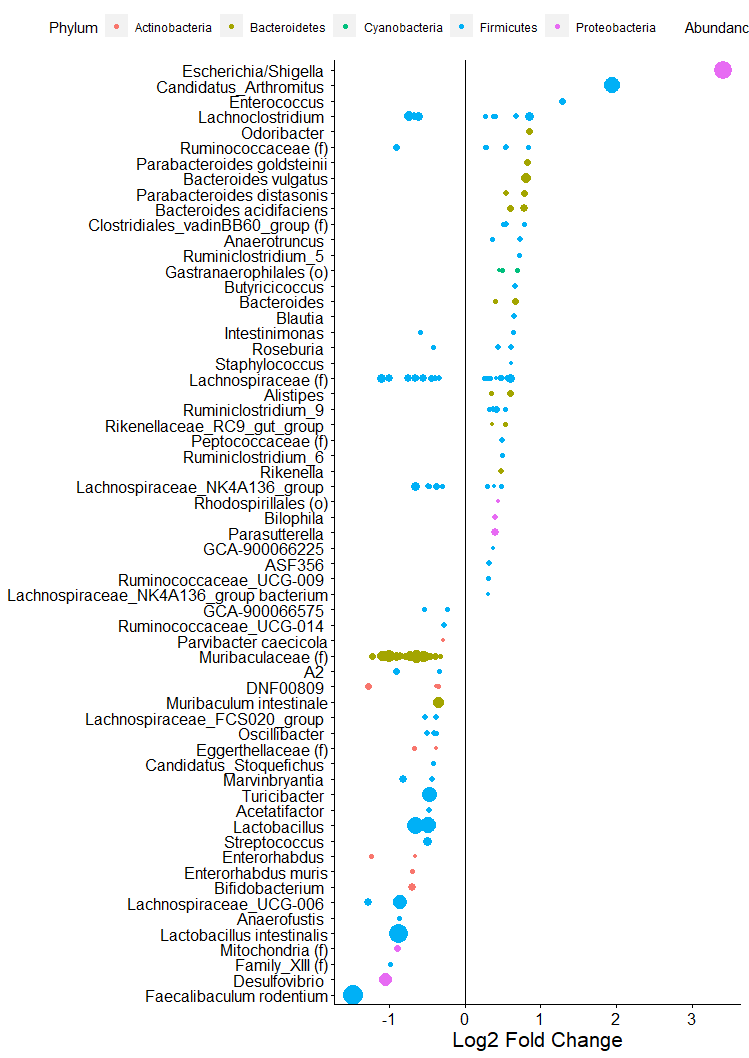 Phylum Actinobacteria Bacteroidetes Cyanobacteria Firmicutes Proteobacteria Abundanc
Escherichia/Shigella
Candidatus_Arthromitus
Enterococcus
Lachnoclostridium
Odoribacter
Ruminococcaceae (f)
Parabacteroides goldsteinii
Bacteroides vulgatus
Parabacteroides distasonis
Bacteroides acidifaciens
Clostridiales_vadinBB60_group (f)
Anaerotruncus
Ruminiclostridium_5
Gastranaerophilales (o)
Butyricicoccus
Bacteroides
Blautia
Intestinimonas
Roseburia
Staphylococcus
Lachnospiraceae (f)
Alistipes
Ruminiclostridium_9
Rikenellaceae_RC9_gut_group
Peptococcaceae (f)
Ruminiclostridium_6
Rikenella
Lachnospiraceae_NK4A136_group
Rhodospirillales (o)
Bilophila
Parasutterella
GCA-900066225
ASF356
Ruminococcaceae_UCG-009
Lachnospiraceae_NK4A136_group bacterium
GCA-900066575
Ruminococcaceae_UCG-014
Parvibacter caecicola
Muribaculaceae (f)
A2
DNF00809
Muribaculum intestinale
Lachnospiraceae_FCS020_group
Oscillibacter
Eggerthellaceae (f)
Candidatus_Stoquefichus
Marvinbryantia
Turicibacter
Acetatifactor
Lactobacillus
Streptococcus
Enterorhabdus
Enterorhabdus muris
Bifidobacterium
Lachnospiraceae_UCG-006
Anaerofustis
Lactobacillus intestinalis
Mitochondria (f)
Family_XIII (f)
Desulfovibrio
Faecalibaculum rodentium
-1 0 1 2 3
Log2 Fold Change